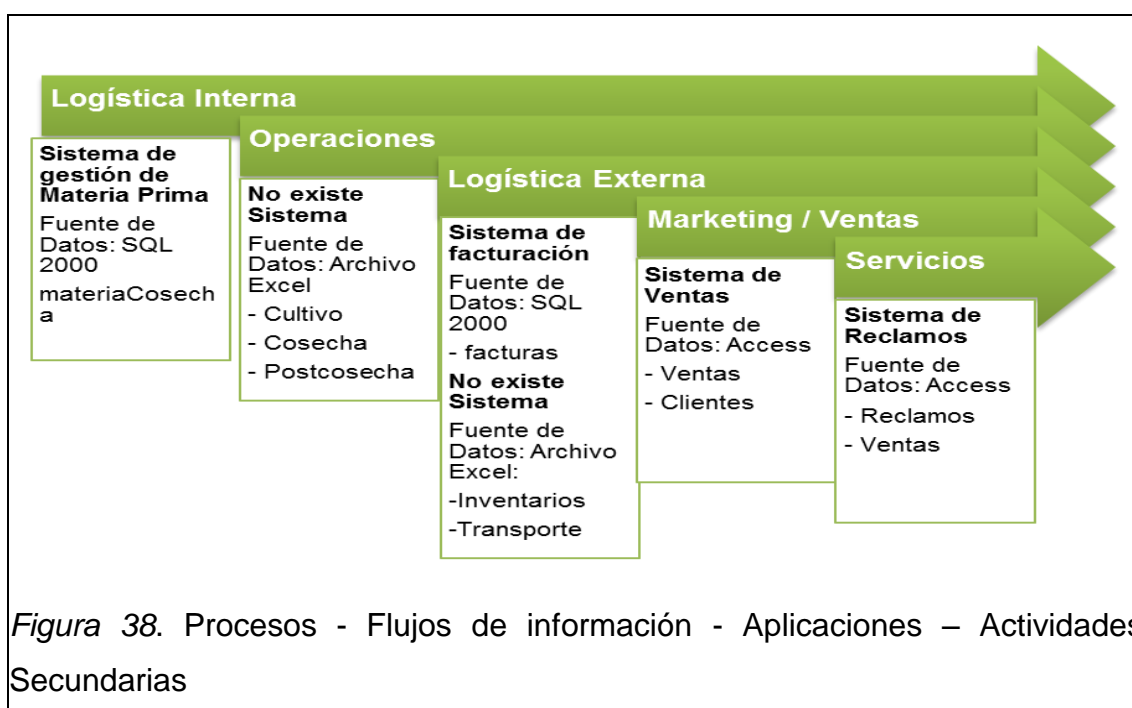 Logística Interna
Sistema de
gestión de
Materia Prima
Fuente de
Datos: SQL
2000
materiaCosech
a
Operaciones
No existe
Sistema
Fuente de
Datos: Archivo
Excel
- Cultivo
- Cosecha
- Postcosecha
Logística Externa
Sistema de
facturación
Fuente de
Datos: SQL
2000
- facturas
No existe
Sistema
Fuente de
Datos: Archivo
Excel:
-Inventarios
-Transporte
Marketing / Ventas
Sistema de
Ventas
Fuente de
Datos: Access
- Ventas
- Clientes
Servicios
Sistema de
Reclamos
Fuente de
Datos: Access
- Reclamos
- Ventas
Figura 38. Procesos - Flujos de información - Aplicaciones – Actividades
Secundarias